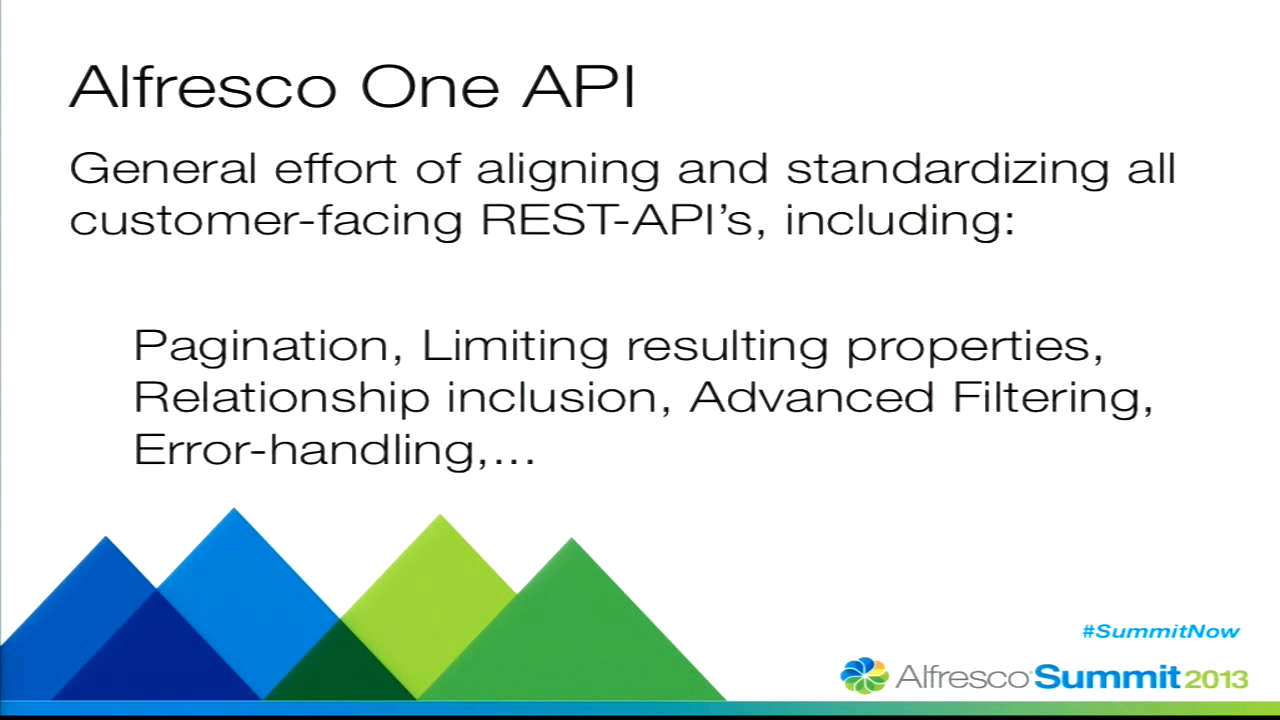 Alfresco One API
General effort of aligning and standardizing all
customer-facing REST-API’s, including:
Pagination, Limiting resulting properties,
Relationship inclusion, Advanced Filtering,
Error-handling,...
#SummitNow
Alfresco Summit 2013